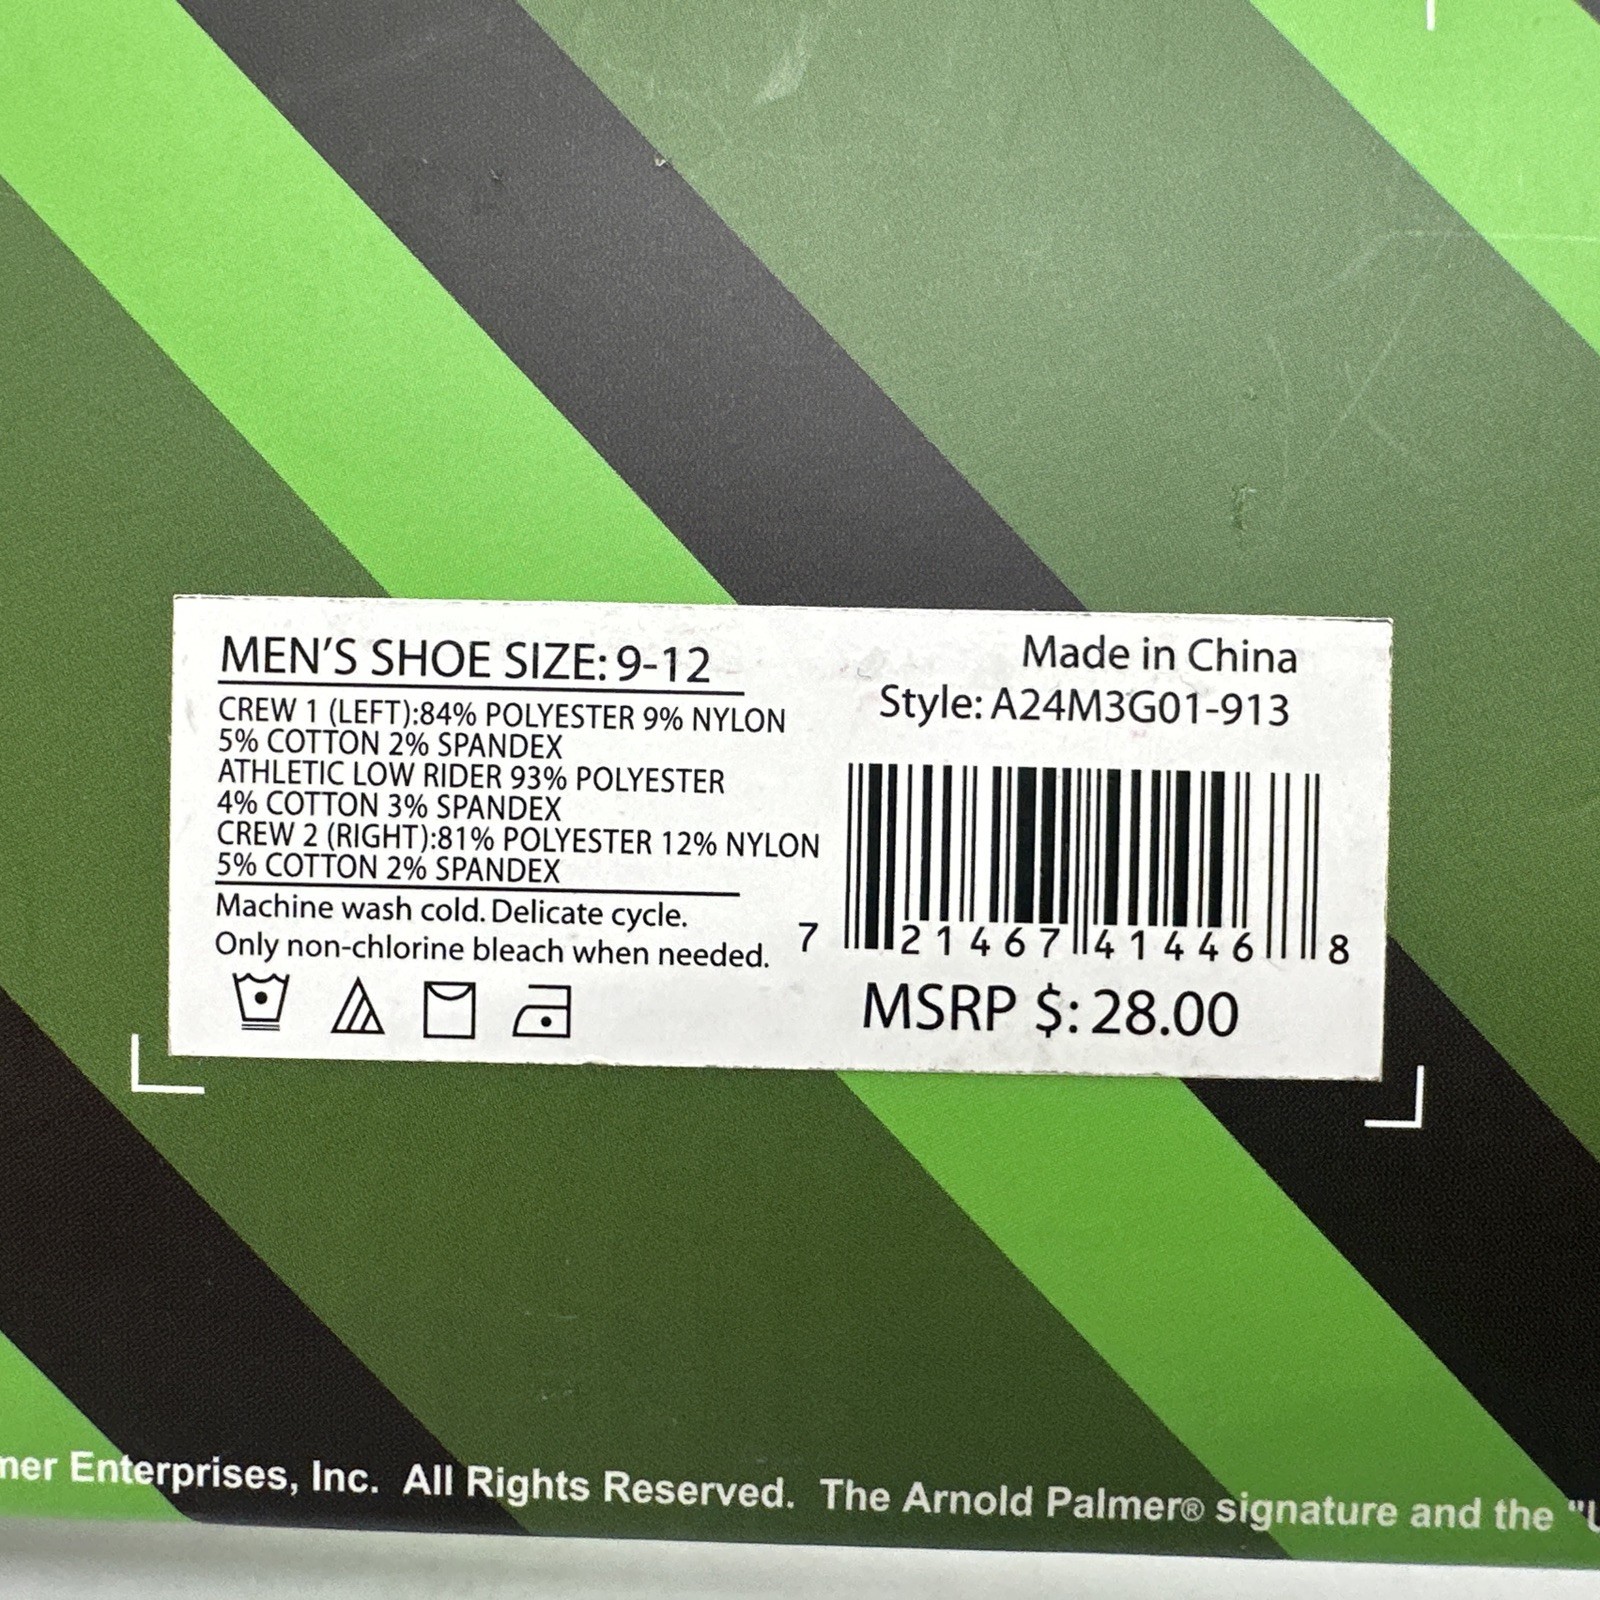 MEN'S SHOE SIZE: 9-12
CREW 1 (LEFT):84% POLYESTER 9% NYLON
5% COTTON 2% SPANDEX
ATHLETIC LOW RIDER 93% POLYESTER
4% COTTON 3% SPANDEX
CREW 2 (RIGHT):81% POLYESTER 12% NYLON
5% COTTON 2% SPANDEX
Machine wash cold. Delicate cycle.
Only non-chlorine bleach when needed.
Made in China
Style: A24M3G01-913
7 21467 41446 8
MSRP $: 28.00
mer Enterprises, Inc. All Rights Reserved. The Arnold Palmer® signature and the "U